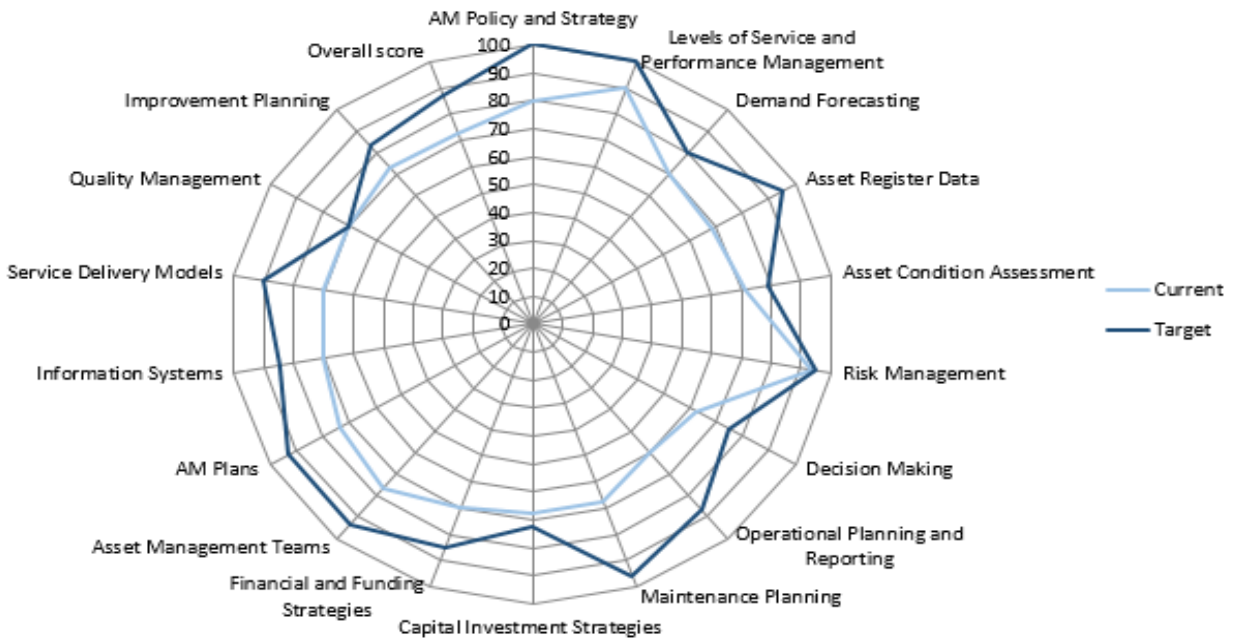 AM Policy and Strategy
Levels of Service and
Performance Management
Demand Forecasting
Asset Register Data
Asset Condition Assessment
Risk Management
Decision Making
Operational Planning and
Reporting
Maintenance Planning
Capital Investment Strategies
Financial and Funding
Strategies
Asset Management Teams
AM Plans
Information Systems
Service Delivery Models
Quality Management
Improvement Planning
Overall score
100
90
80
70
60
50
40
30
20
10
0
Current
Target